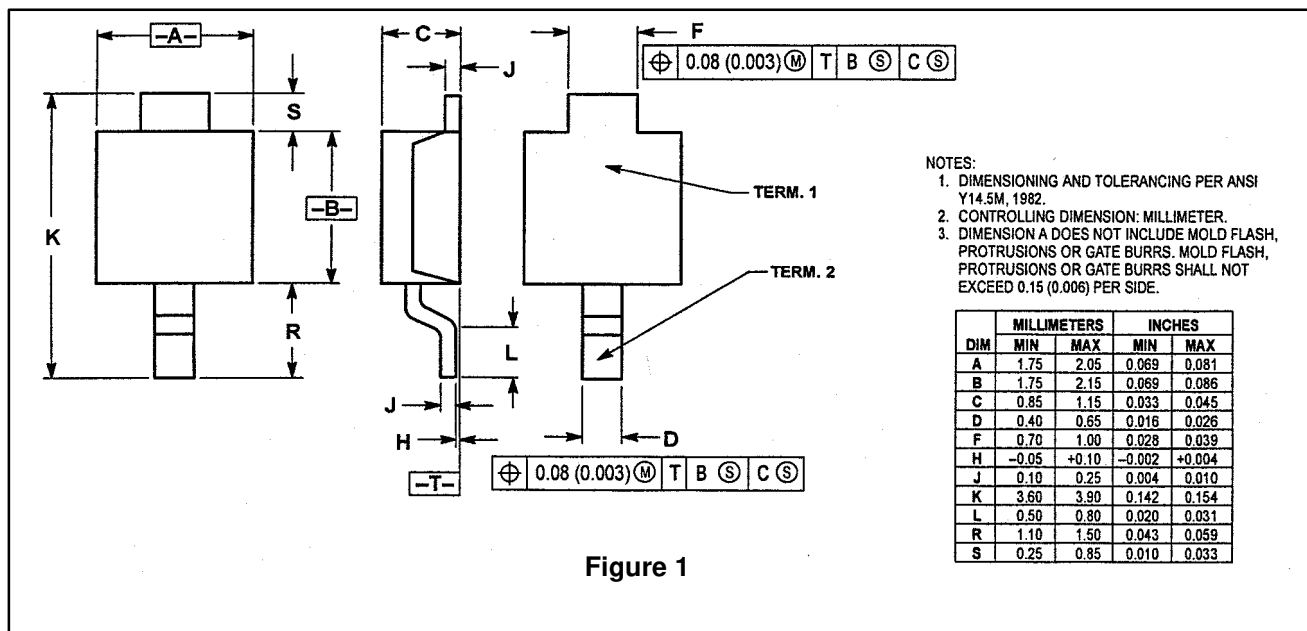 –A–
C
F
⌖ 0.08 (0.003) Ⓜ T B Ⓢ C Ⓢ
J
S
–B–
K
TERM. 1
TERM. 2
R
L
J
H
D
–T–
⌖ 0.08 (0.003) Ⓜ T B Ⓢ C Ⓢ
NOTES:
1. DIMENSIONING AND TOLERANCING PER ANSI
Y14.5M, 1982.
2. CONTROLLING DIMENSION: MILLIMETER.
3. DIMENSION A DOES NOT INCLUDE MOLD FLASH,
PROTRUSIONS OR GATE BURRS. MOLD FLASH,
PROTRUSIONS OR GATE BURRS SHALL NOT
EXCEED 0.15 (0.006) PER SIDE.
MILLIMETERS INCHES
DIM MIN MAX MIN MAX
A 1.75 2.05 0.069 0.081
B 1.75 2.15 0.069 0.086
C 0.85 1.15 0.033 0.045
D 0.40 0.65 0.016 0.026
F 0.70 1.00 0.028 0.039
H –0.05 +0.10 –0.002 +0.004
J 0.10 0.25 0.004 0.010
K 3.60 3.90 0.142 0.154
L 0.50 0.80 0.020 0.031
R 1.10 1.50 0.043 0.059
S 0.25 0.85 0.010 0.033
Figure 1